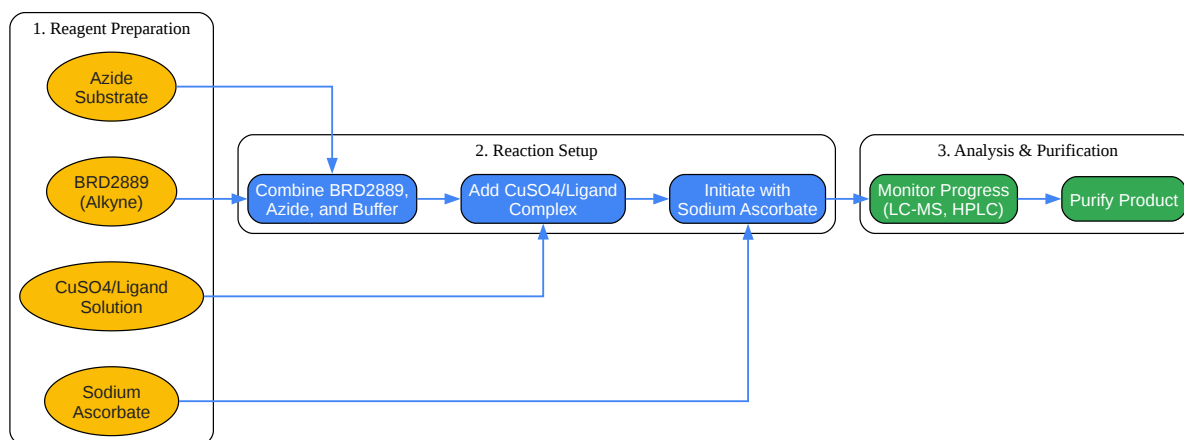 1. Reagent Preparation
Azide
Substrate
BRD2889
(Alkyne)
CuSO4/Ligand
Solution
Sodium
Ascorbate
2. Reaction Setup
Combine BRD2889,
Azide, and Buffer
Add CuSO4/Ligand
Complex
Initiate with
Sodium Ascorbate
3. Analysis & Purification
Monitor Progress
(LC-MS, HPLC)
Purify Product